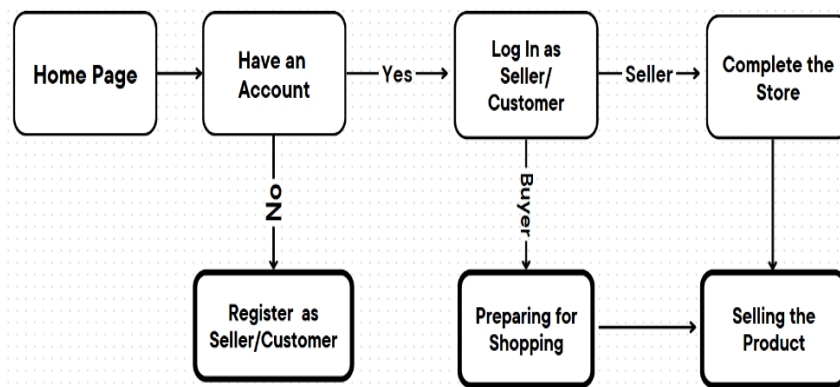 Home Page
Have an
Account
Yes
Log In as
Seller/
Customer
Seller
Complete the
Store
No
Buyer
Register as
Seller/Customer
Preparing for
Shopping
Selling the
Product